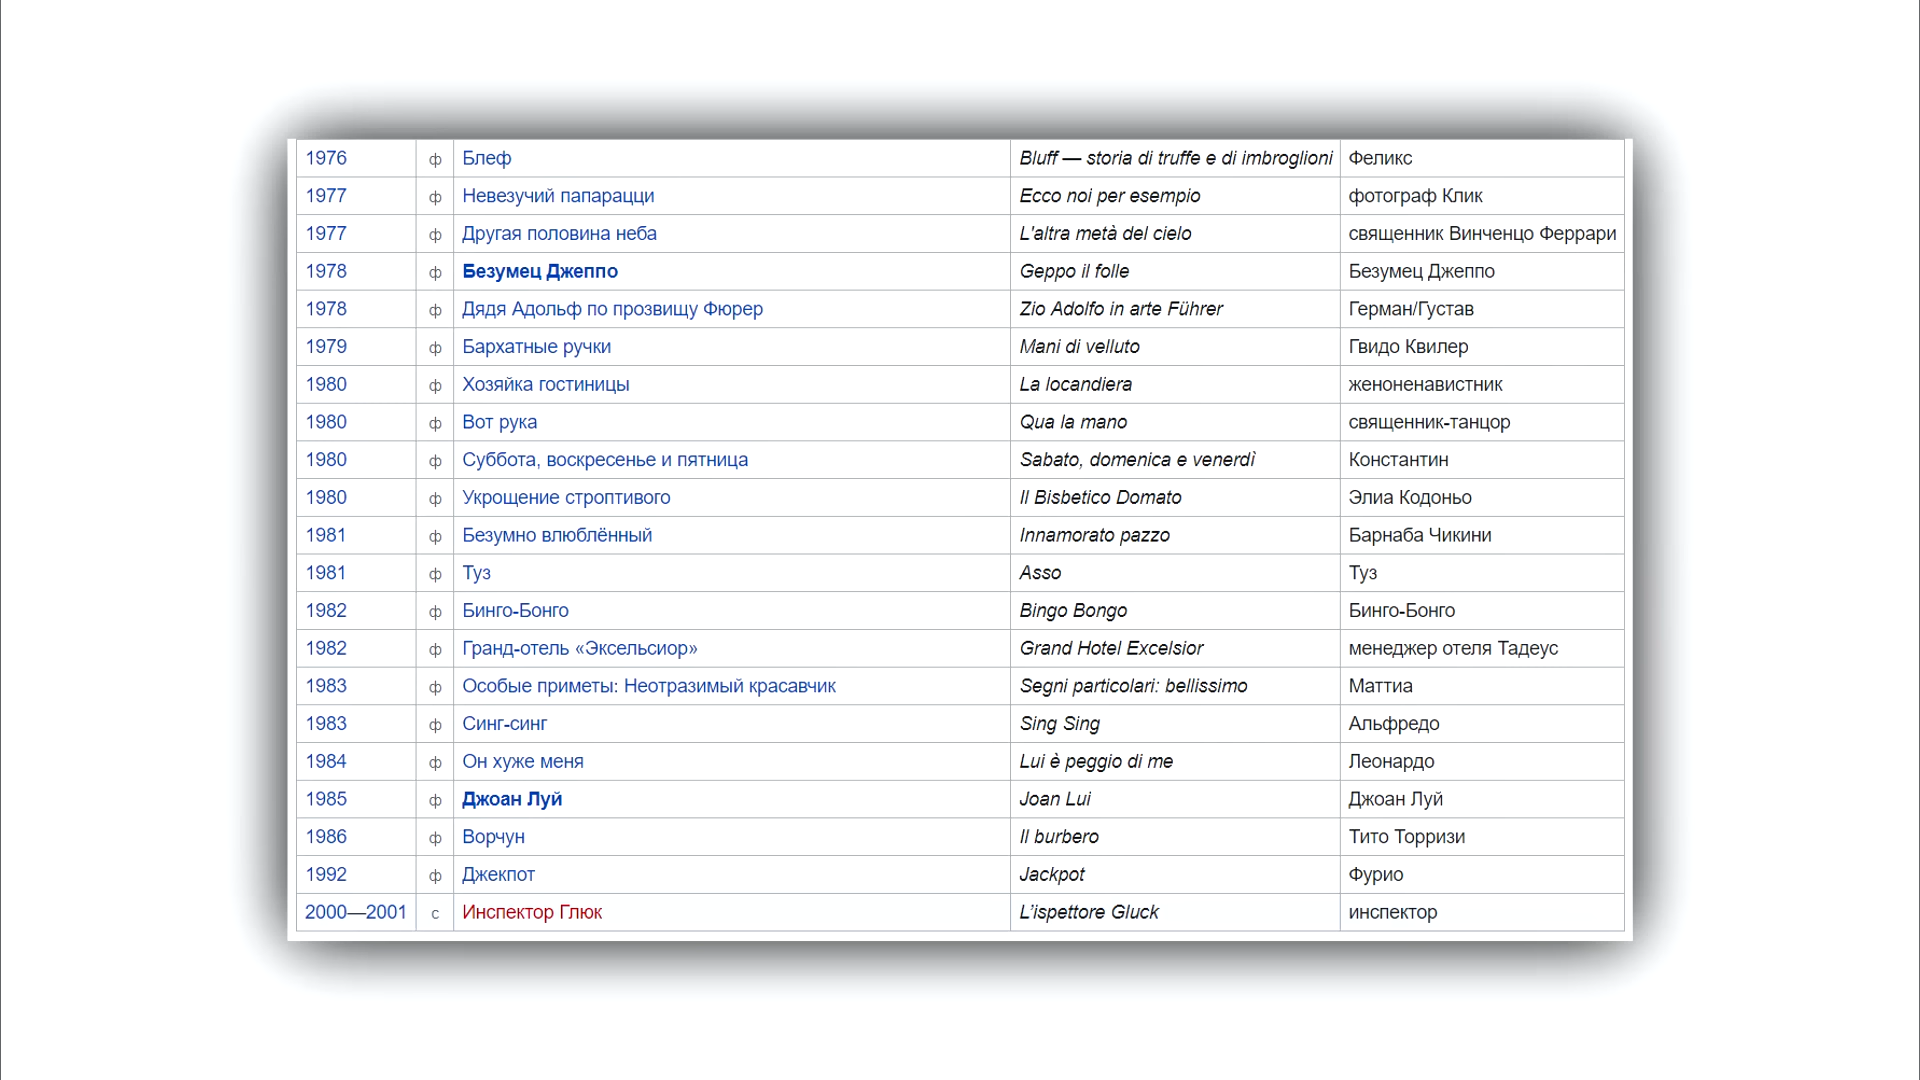 1976 ф Блеф Bluff — storia di truffe e di imbroglioni Феликс
1977 ф Невезучий папарацци Ecco noi per esempio фотограф Клик
1977 ф Другая половина неба L'altra metà del cielo священник Винченцо Феррари
1978 ф Безумец Джеппо Geppo il folle Безумец Джеппо
1978 ф Дядя Адольф по прозвищу Фюрер Zio Adolfo in arte Führer Герман/Густав
1979 ф Бархатные ручки Mani di velluto Гвидо Квилер
1980 ф Хозяйка гостиницы La locandiera женоненавистник
1980 ф Вот рука Qua la mano священник-танцор
1980 ф Суббота, воскресенье и пятница Sabato, domenica e venerdì Константин
1980 ф Укрощение строптивого Il Bisbetico Domato Элиа Кодоньо
1981 ф Безумно влюблённый Innamorato pazzo Барнаба Чикини
1981 ф Туз Asso Туз
1982 ф Бинго-Бонго Bingo Bongo Бинго-Бонго
1982 ф Гранд-отель «Эксельсиор» Grand Hotel Excelsior менеджер отеля Тадеус
1983 ф Особые приметы: Неотразимый красавчик Segni particolari: bellissimo Маттиа
1983 ф Синг-синг Sing Sing Альфредо
1984 ф Он хуже меня Lui è peggio di me Леонардо
1985 ф Джоан Луй Joan Lui Джоан Луй
1986 ф Ворчун Il burbero Тито Торризи
1992 ф Джекпот Jackpot Фурио
2000—2001 с Инспектор Глюк L’ispettore Gluck инспектор